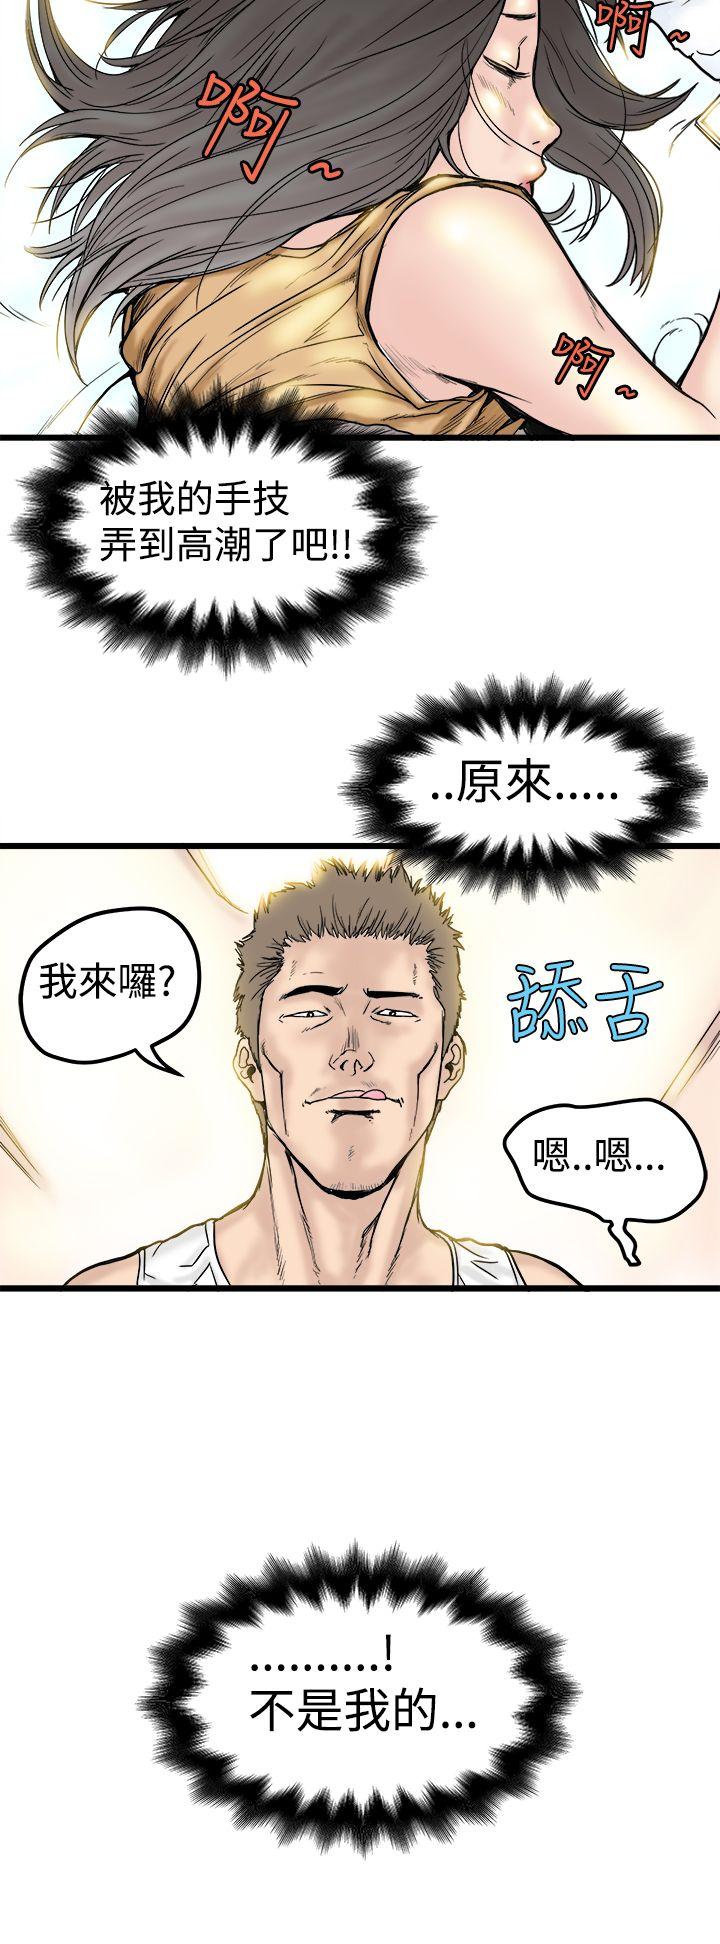 啊~
啊~
啊~
被我的手技
弄到高潮了吧!!
..原來.....
我來囉?
舔舌
嗯..嗯...
..........!
不是我的...